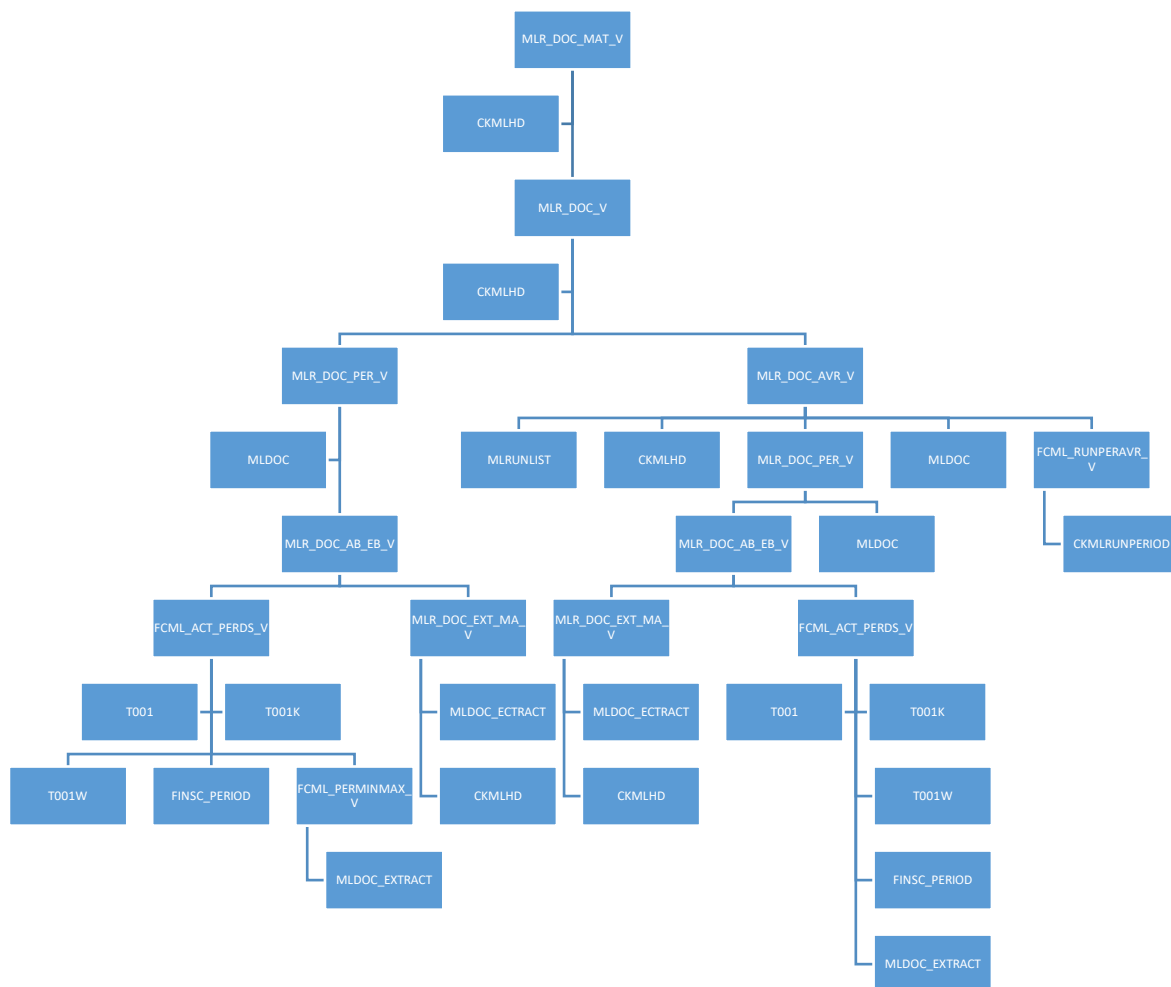 MLR_DOC_MAT_V
CKMLHD
MLR_DOC_V
CKMLHD
MLR_DOC_PER_V
MLR_DOC_AVR_V
MLDOC
MLRUNLIST
CKMLHD
MLR_DOC_PER_V
MLDOC
FCML_RUNPERAVR_
V
MLR_DOC_AB_EB_V
MLR_DOC_AB_EB_V
MLDOC
CKMLRUNPERIOD
FCML_ACT_PERDS_V
MLR_DOC_EXT_MA_
V
MLR_DOC_EXT_MA_
V
FCML_ACT_PERDS_V
T001
T001K
MLDOC_ECTRACT
MLDOC_ECTRACT
T001
T001K
T001W
FINSC_PERIOD
FCML_PERMINMAX_
V
CKMLHD
CKMLHD
T001W
MLDOC_EXTRACT
FINSC_PERIOD
MLDOC_EXTRACT